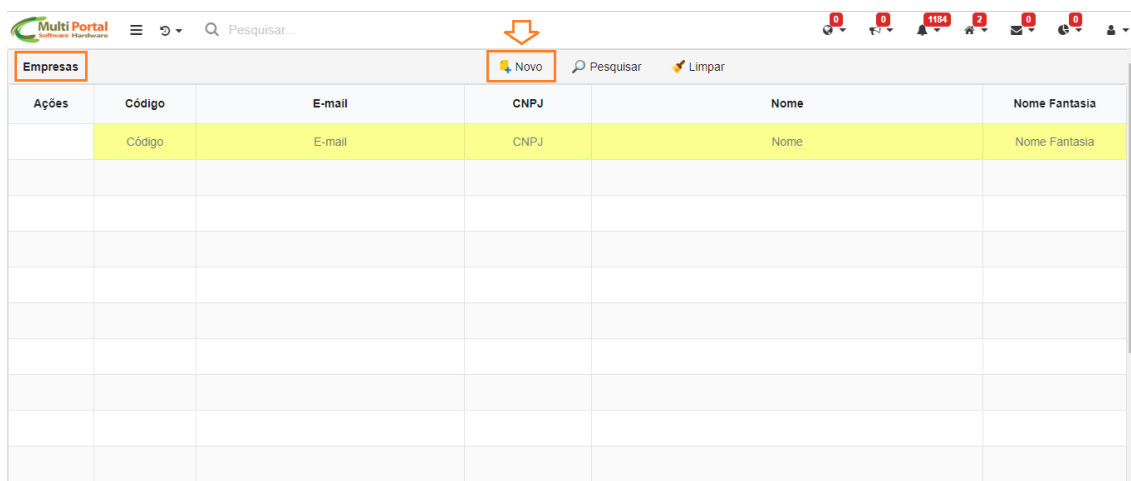 Multi Portal
Software Hardware
Pesquisar...
0 0 1184 2 0 0
Empresas Novo Pesquisar Limpar
Ações Código E-mail CNPJ Nome Nome Fantasia
Código E-mail CNPJ Nome Nome Fantasia